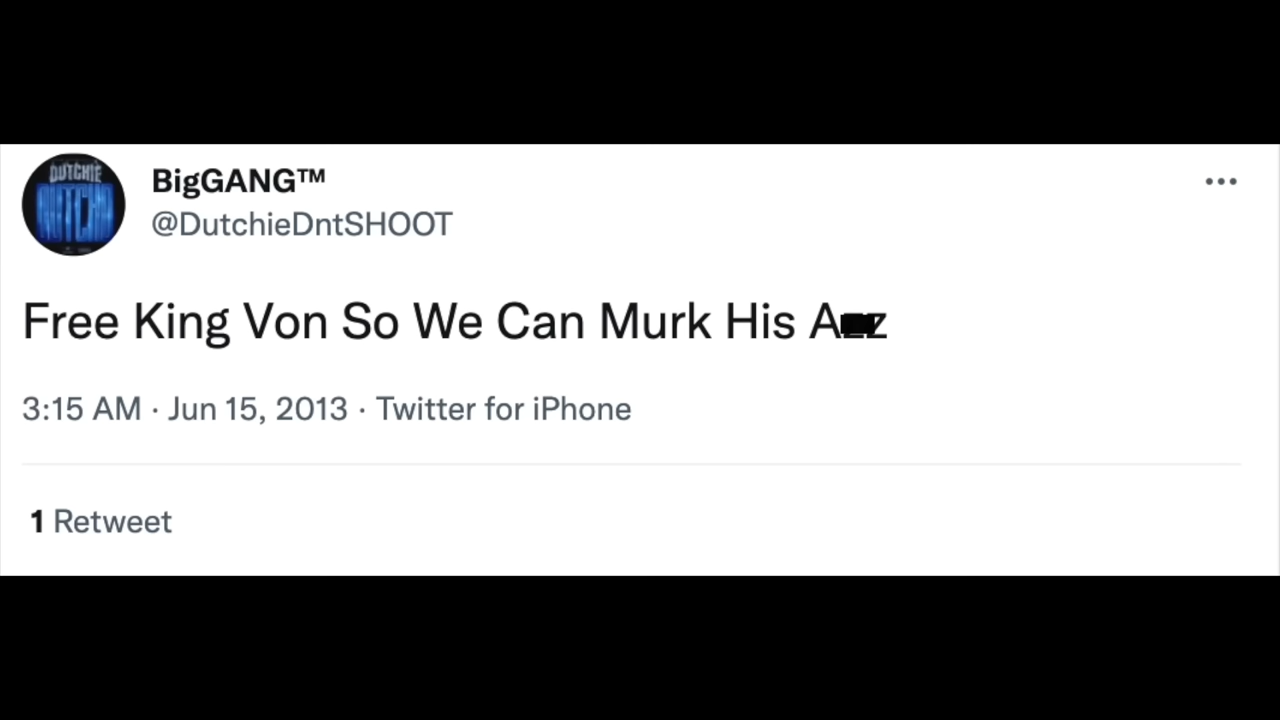 DUTCHIE
BigGANG™
@DutchieDntSHOOT
Free King Von So We Can Murk His Azz
3:15 AM · Jun 15, 2013 · Twitter for iPhone
1 Retweet